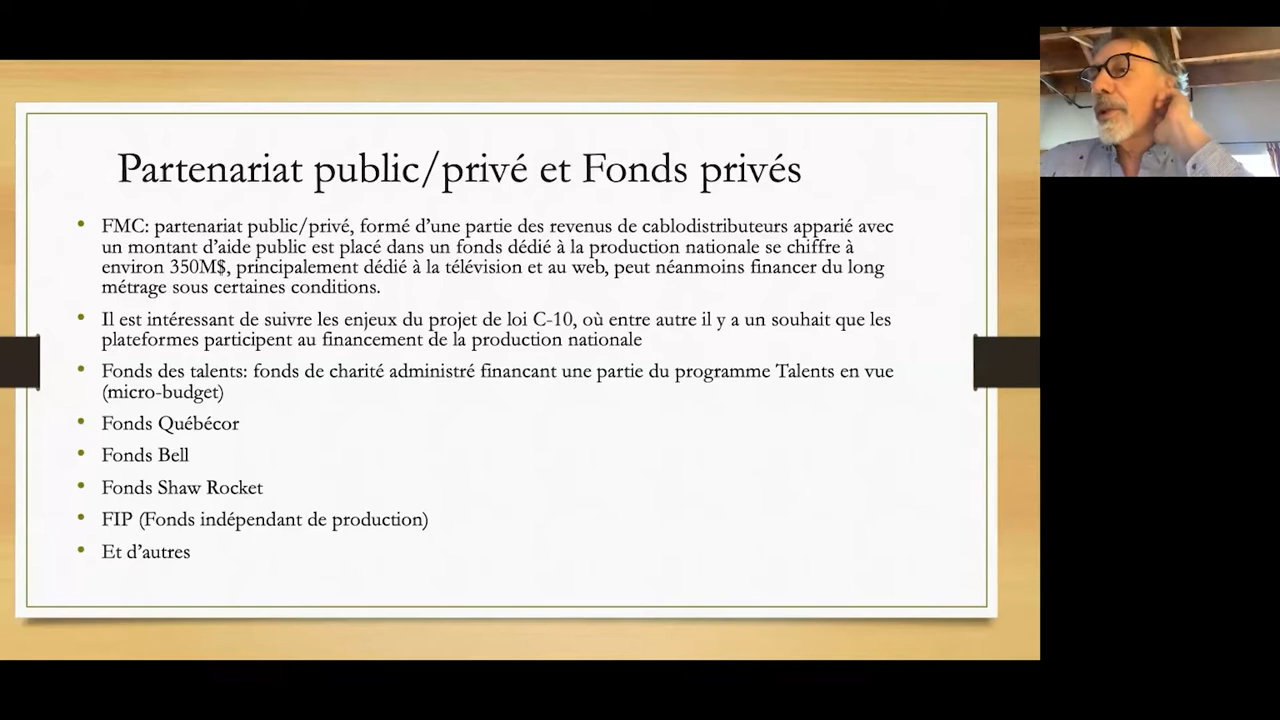 Partenariat public/privé et Fonds privés
• FMC: partenariat public/privé, formé d’une partie des revenus de cablodistributeurs apparié avec
un montant d’aide public est placé dans un fonds dédié à la production nationale se chiffre à
environ 350M$, principalement dédié à la télévision et au web, peut néanmoins financer du long
métrage sous certaines conditions.
• Il est intéressant de suivre les enjeux du projet de loi C-10, où entre autre il y a un souhait que les
plateformes participent au financement de la production nationale
• Fonds des talents: fonds de charité administré financant une partie du programme Talents en vue
(micro-budget)
• Fonds Québécor
• Fonds Bell
• Fonds Shaw Rocket
• FIP (Fonds indépendant de production)
• Et d’autres